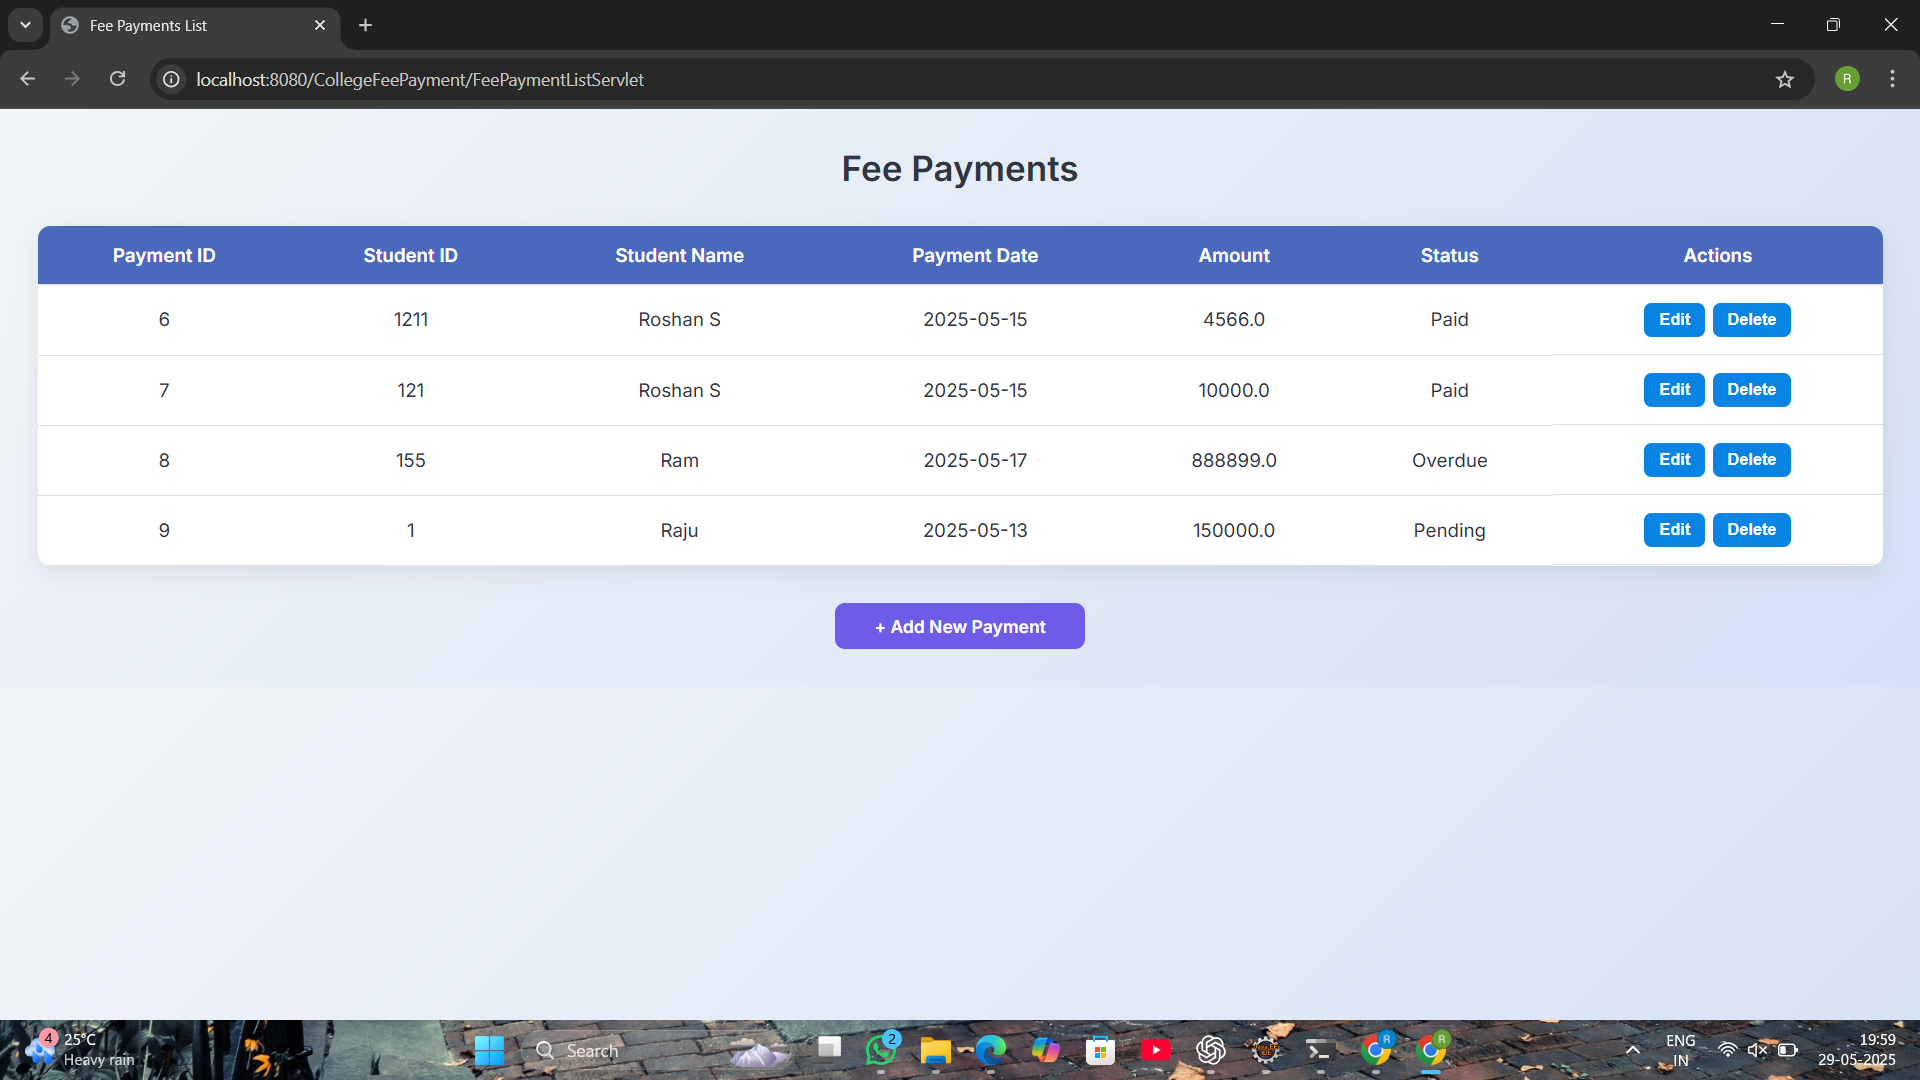 Fee Payments List
localhost:8080/CollegeFeePayment/FeePaymentListServlet
R
Fee Payments
Payment ID Student ID Student Name Payment Date Amount Status Actions
6 1211 Roshan S 2025-05-15 4566.0 Paid Edit Delete
7 121 Roshan S 2025-05-15 10000.0 Paid Edit Delete
8 155 Ram 2025-05-17 888899.0 Overdue Edit Delete
9 1 Raju 2025-05-13 150000.0 Pending Edit Delete
+ Add New Payment
4 25°C
Heavy rain
Search
2
R
R
ENG
IN
19:59
29-05-2025